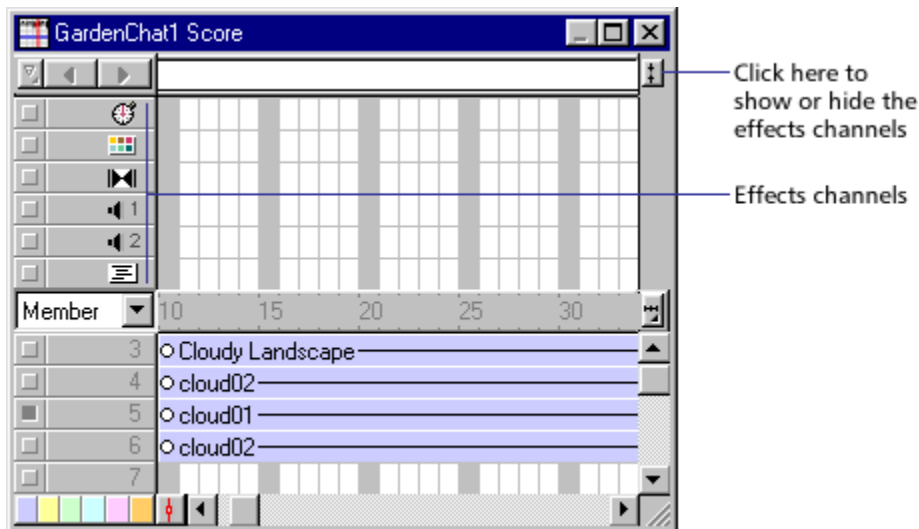 GardenChat1 Score
Click here to
show or hide the
effects channels
1
Effects channels
2
Member
10 15 20 25 30
3 Cloudy Landscape
4 cloud02
5 cloud01
6 cloud02
7